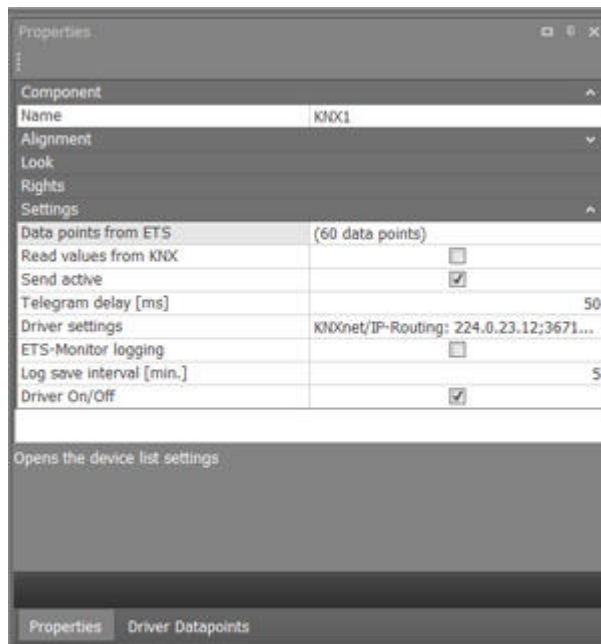 Properties
Component
Name KNX1
Alignment
Look
Rights
Settings
Data points from ETS (60 data points)
Read values from KNX
Send active
Telegram delay [ms] 50
Driver settings KNXnet/IP-Routing: 224.0.23.12;3671...
ETS-Monitor logging
Log save interval [min.] 5
Driver On/Off
Opens the device list settings
Properties Driver Datapoints